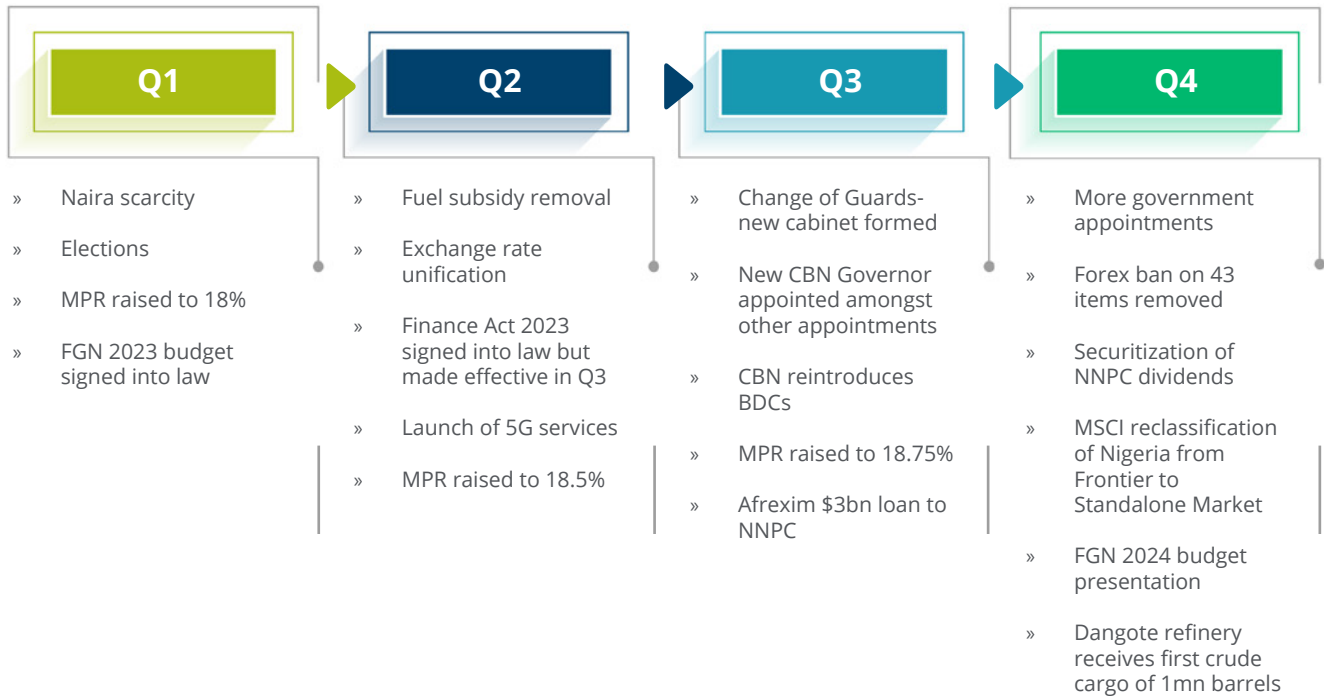 Q1
» Naira scarcity
» Elections
» MPR raised to 18%
» FGN 2023 budget
signed into law
Q2
» Fuel subsidy removal
» Exchange rate
unification
» Finance Act 2023
signed into law but
made effective in Q3
» Launch of 5G services
» MPR raised to 18.5%
Q3
» Change of Guards-
new cabinet formed
» New CBN Governor
appointed amongst
other appointments
» CBN reintroduces
BDCs
» MPR raised to 18.75%
» Afrexim $3bn loan to
NNPC
Q4
» More government
appointments
» Forex ban on 43
items removed
» Securitization of
NNPC dividends
» MSCI reclassification
of Nigeria from
Frontier to
Standalone Market
» FGN 2024 budget
presentation
» Dangote refinery
receives first crude
cargo of 1mn barrels